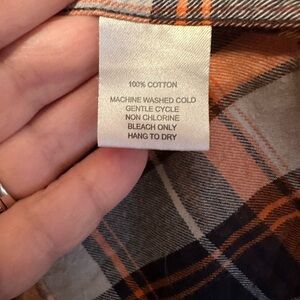 100% COTTON
MACHINE WASHED COLD
GENTLE CYCLE
NON CHLORINE
BLEACH ONLY
HANG TO DRY